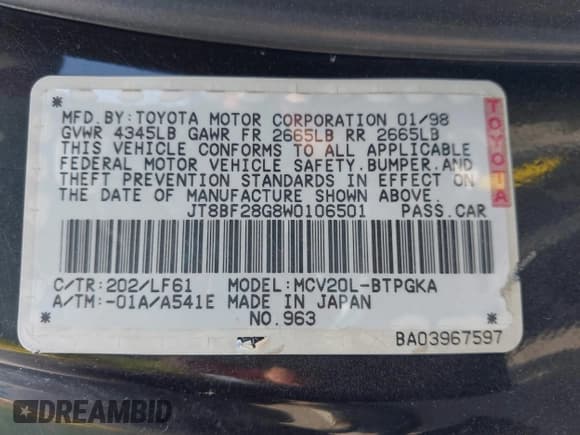 MFD.BY:TOYOTA MOTOR CORPORATION 01/98
GVWR 4345LB GAWR FR 2665LB RR 2665LB
THIS VEHICLE CONFORMS TO ALL APPLICABLE
FEDERAL MOTOR VEHICLE SAFETY.BUMPER.AND
THEFT PREVENTION STANDARDS IN EFFECT ON
THE DATE OF MANUFACTURE SHOWN ABOVE.
JT8BF28G8W0106501 PASS.CAR
TOYOTA
C/TR:202/LF61 MODEL:MCV20L-BTPGKA
A/TM:-01A/A541E MADE IN JAPAN
NO.963
BA03967597
DREAMBID